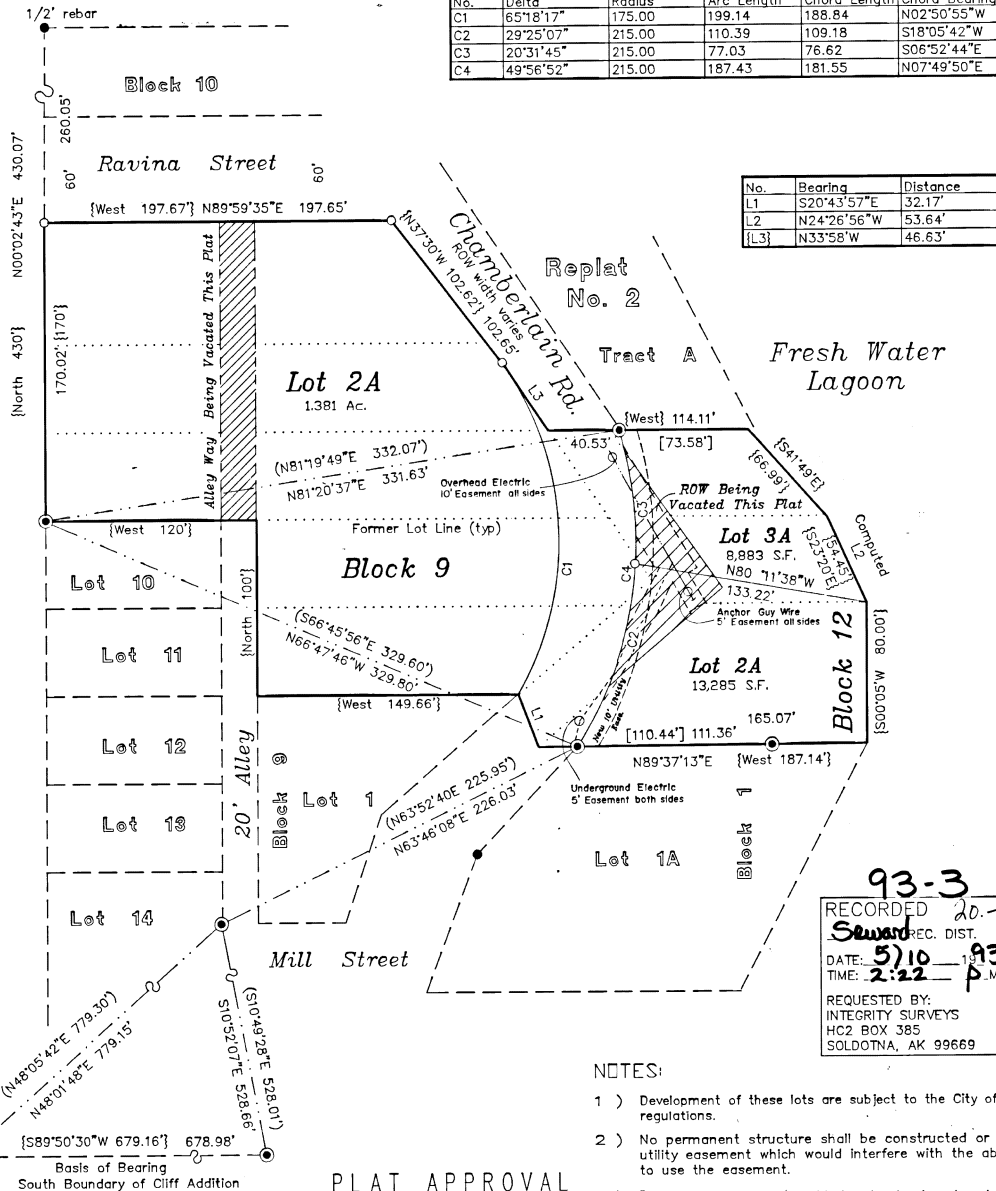 No. Delta Radius Arc Length Chord Length Chord Bearing
C1 65°18'17" 175.00 199.14 188.84 N02°50'55"W
C2 29°25'07" 215.00 110.39 109.18 S18°05'42"W
C3 20°31'45" 215.00 77.03 76.62 S06°52'44"E
C4 49°56'52" 215.00 187.43 181.55 N07°49'50"E
1/2' rebar
Block 10
260.05'
Ravina Street
60'
60'
{West 197.67'} N89°59'35"E 197.65'
N00°02'43"E 430.07'
{North 430'}
170.02' {170'}
Alley Way Being Vacated This Plat
No. Bearing Distance
L1 S20°43'57"E 32.17'
L2 N24°26'56"W 53.64'
{L3} N33°58'W 46.63'
Chamberlain Rd.
ROW width varies
{N37°30'W 102.62'} 102.65'
L3
Replat
No. 2
Tract A
Fresh Water
Lagoon
Lot 2A
1.381 Ac.
{West} 114.11'
40.53' [73.58']
{S41°49'E}
{66.99'}
(N81°19'49"E 332.07')
N81°20'37"E 331.63'
Overhead Electric
10' Easement all sides
ROW Being
Vacated This Plat
C3
Lot 3A
8,883 S.F.
Computed
L2
{54.45'}
{S23°20'E}
{West 120'}
Former Lot Line (typ)
Block 9
C1
C4
N80°11'38"W
133.22'
Anchor Guy Wire
5' Easement all sides
Lot 10
{North 100'}
(S66°45'56"E 329.60')
N66°47'46"W 329.80'
C2
Block 12
{S00°05'W 80.00'}
Lot 11
Lot 2A
13,285 S.F.
{West 149.66'}
L1
New 10' Utility
Esm
165.07'
[110.44'] 111.36'
N89°37'13"E {West 187.14'}
Lot 12
20' Alley
Block 9
Lot 1
(N63°52'40E 225.95')
N63°46'08"E 226.03'
Underground Electric
5' Easement both sides
Lot 13
Lot 1A
Block 1
Lot 14
Mill Street
93-3
RECORDED 20.-
Seward REC. DIST.
DATE: 5/10 1993
TIME: 2:22 P.M
REQUESTED BY:
INTEGRITY SURVEYS
HC2 BOX 385
SOLDOTNA, AK 99669
(N48°05'42"E 779.30')
N48°01'48"E 779.15'
(S10°49'28"E 528.01')
S10°52'07"E 528.66'
{S89°50'30"W 679.16'} 678.98'
Basis of Bearing
South Boundary of Cliff Addition
PLAT APPROVAL
NOTES:
1 ) Development of these lots are subject to the City of
regulations.
2 ) No permanent structure shall be constructed or
utility easement which would interfere with the ab
to use the easement.